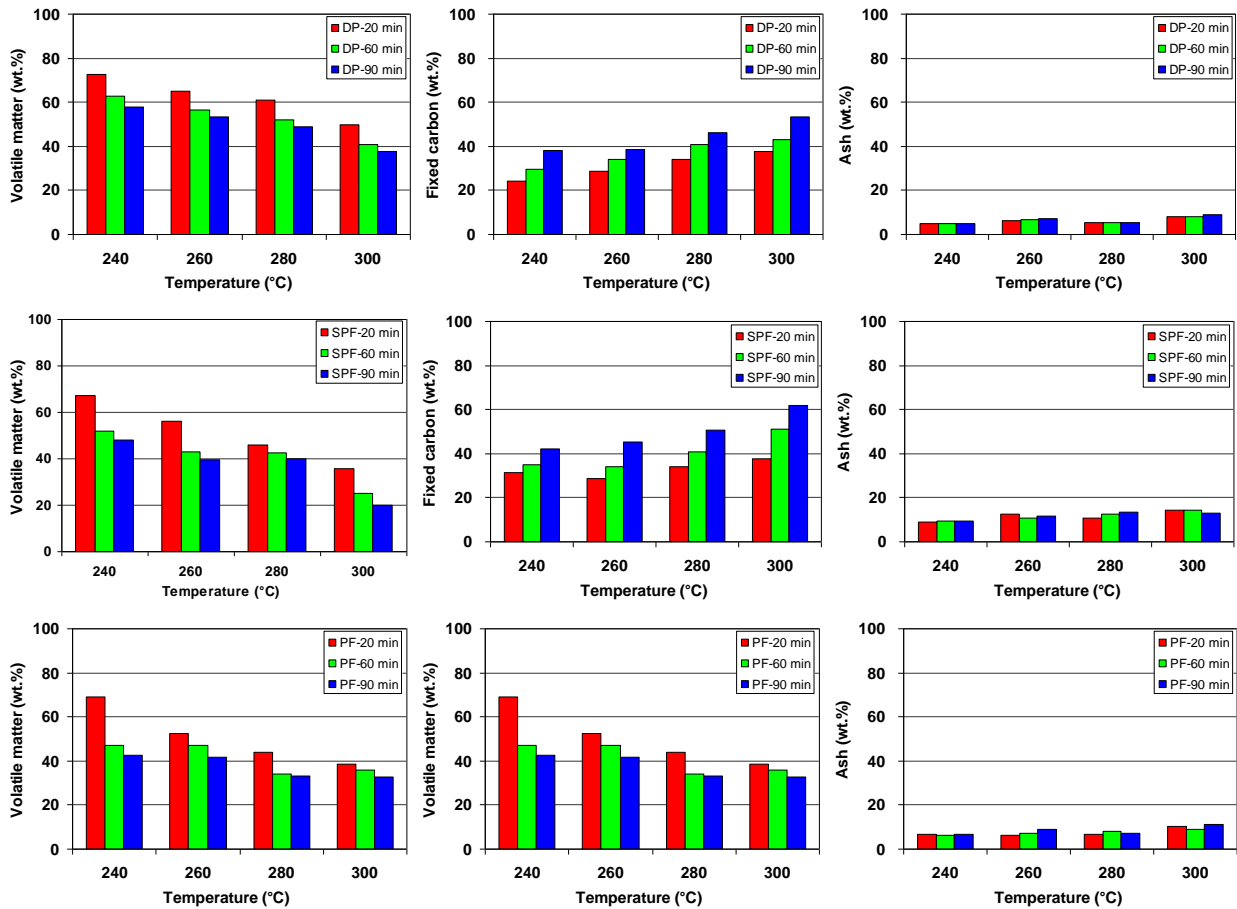 Volatile matter (wt.%)
100
80
60
40
20
0
240 260 280 300
Temperature (°C)
DP-20 min
DP-60 min
DP-90 min
Fixed carbon (wt.%)
100
80
60
40
20
0
240 260 280 300
Temperature (°C)
DP-20 min
DP-60 min
DP-90 min
Ash (wt.%)
100
80
60
40
20
0
240 260 280 300
Temperature (°C)
DP-20 min
DP-60 min
DP-90 min
Volatile matter (wt.%)
100
80
60
40
20
0
240 260 280 300
Temperature (°C)
SPF-20 min
SPF-60 min
SPF-90 min
Fixed carbon (wt.%)
100
80
60
40
20
0
240 260 280 300
Temperature (°C)
SPF-20 min
SPF-60 min
SPF-90 min
Ash (wt.%)
100
80
60
40
20
0
240 260 280 300
Temperature (°C)
SPF-20 min
SPF-60 min
SPF-90 min
Volatile matter (wt.%)
100
80
60
40
20
0
240 260 280 300
Temperature (°C)
PF-20 min
PF-60 min
PF-90 min
Volatile matter (wt.%)
100
80
60
40
20
0
240 260 280 300
Temperature (°C)
PF-20 min
PF-60 min
PF-90 min
Ash (wt.%)
100
80
60
40
20
0
240 260 280 300
Temperature (°C)
PF-20 min
PF-60 min
PF-90 min